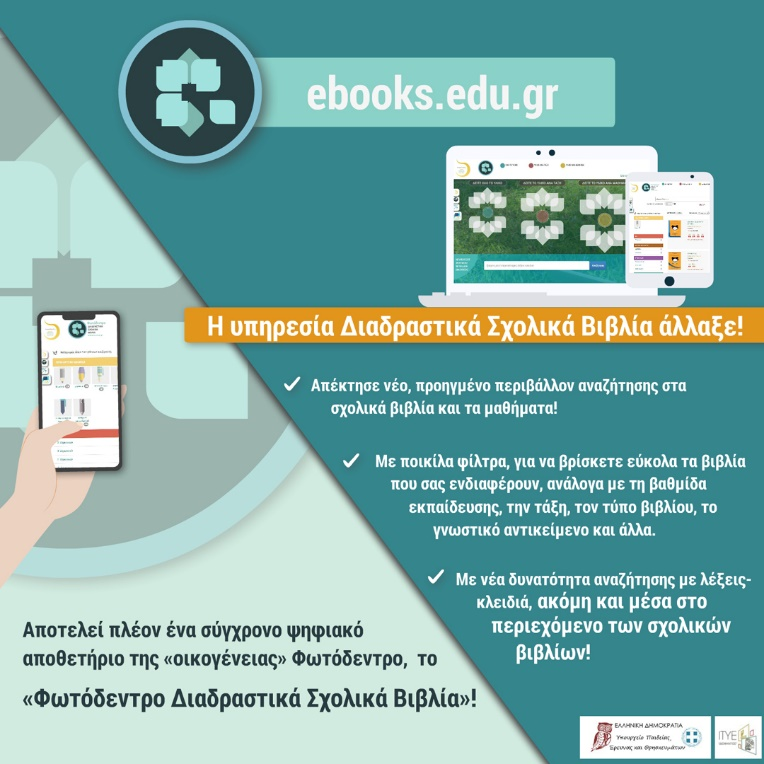 ebooks.edu.gr
Η υπηρεσία Διαδραστικά Σχολικά Βιβλία άλλαξε!
Απέκτησε νέο, προηγμένο περιβάλλον αναζήτησης στα
σχολικά βιβλία και τα μαθήματα!
Με ποικίλα φίλτρα, για να βρίσκετε εύκολα τα βιβλία
που σας ενδιαφέρουν, ανάλογα με τη βαθμίδα
εκπαίδευσης, την τάξη, τον τύπο βιβλίου, το
γνωστικό αντικείμενο και άλλα.
Με νέα δυνατότητα αναζήτησης με λέξεις-
κλειδιά, ακόμη και μέσα στο
περιεχόμενο των σχολικών
βιβλίων!
Αποτελεί πλέον ένα σύγχρονο ψηφιακό
αποθετήριο της «οικογένειας» Φωτόδεντρο, το
«Φωτόδεντρο Διαδραστικά Σχολικά Βιβλία»!
ΕΛΛΗΝΙΚΗ ΔΗΜΟΚΡΑΤΙΑ
Υπουργείο Παιδείας,
Έρευνας και Θρησκευμάτων
ΙΤΥΕ